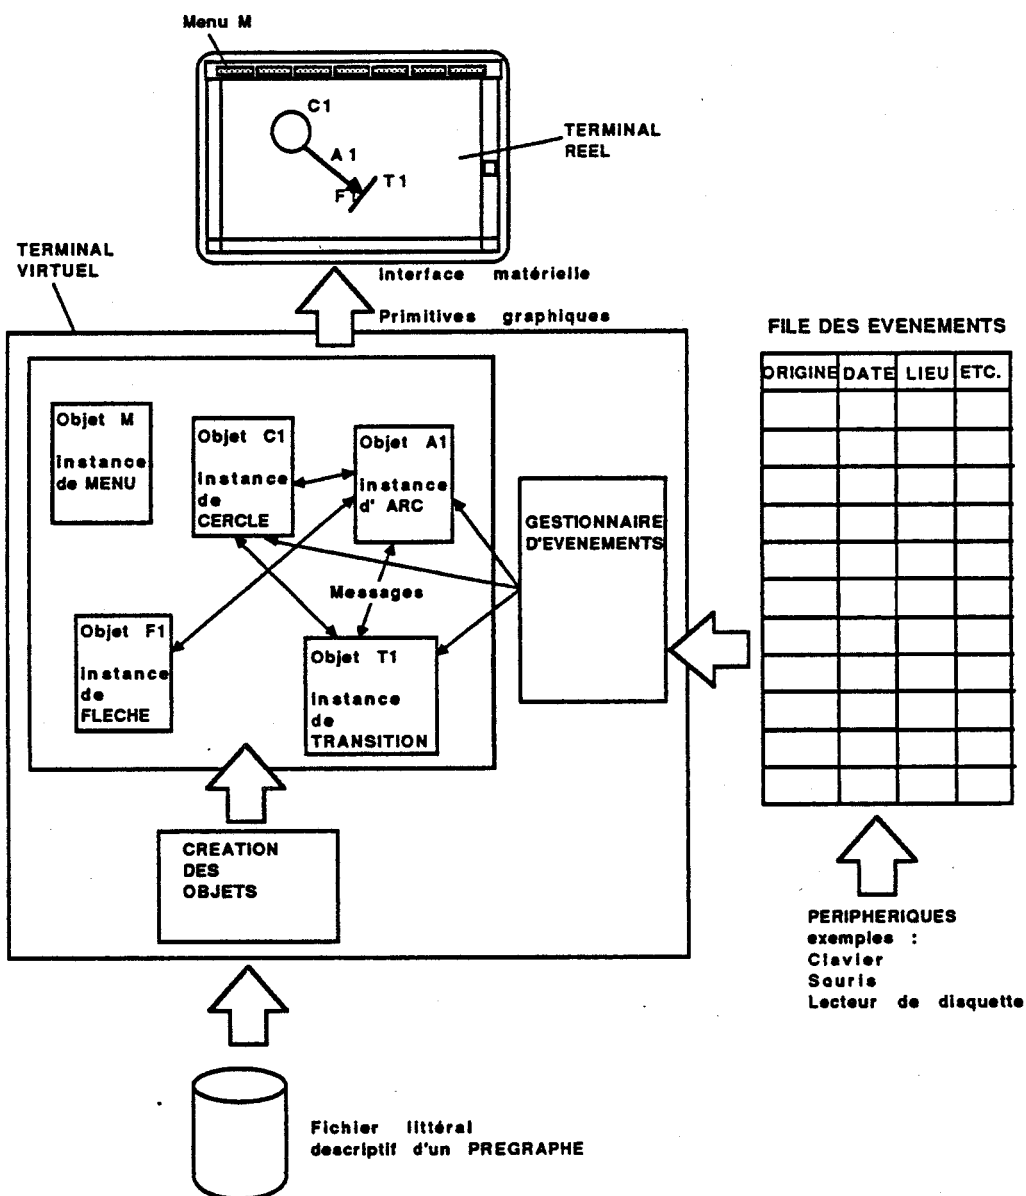 Menu M
C1
A1
T1
F1
TERMINAL
REEL
TERMINAL
VIRTUEL
Interface matérielle
Primitives graphiques
FILE DES EVENEMENTS
ORIGINE DATE LIEU ETC.
Objet M
instance
de MENU
Objet C1
Instance
de
CERCLE
Objet A1
instance
d' ARC
GESTIONNAIRE
D'EVENEMENTS
Messages
Objet F1
Instance
de
FLECHE
Objet T1
Instance
de
TRANSITION
CREATION
DES
OBJETS
PERIPHERIQUES
exemples :
Clavier
Souris
Lecteur de disquette
Fichier littéral
descriptif d'un PREGRAPHE